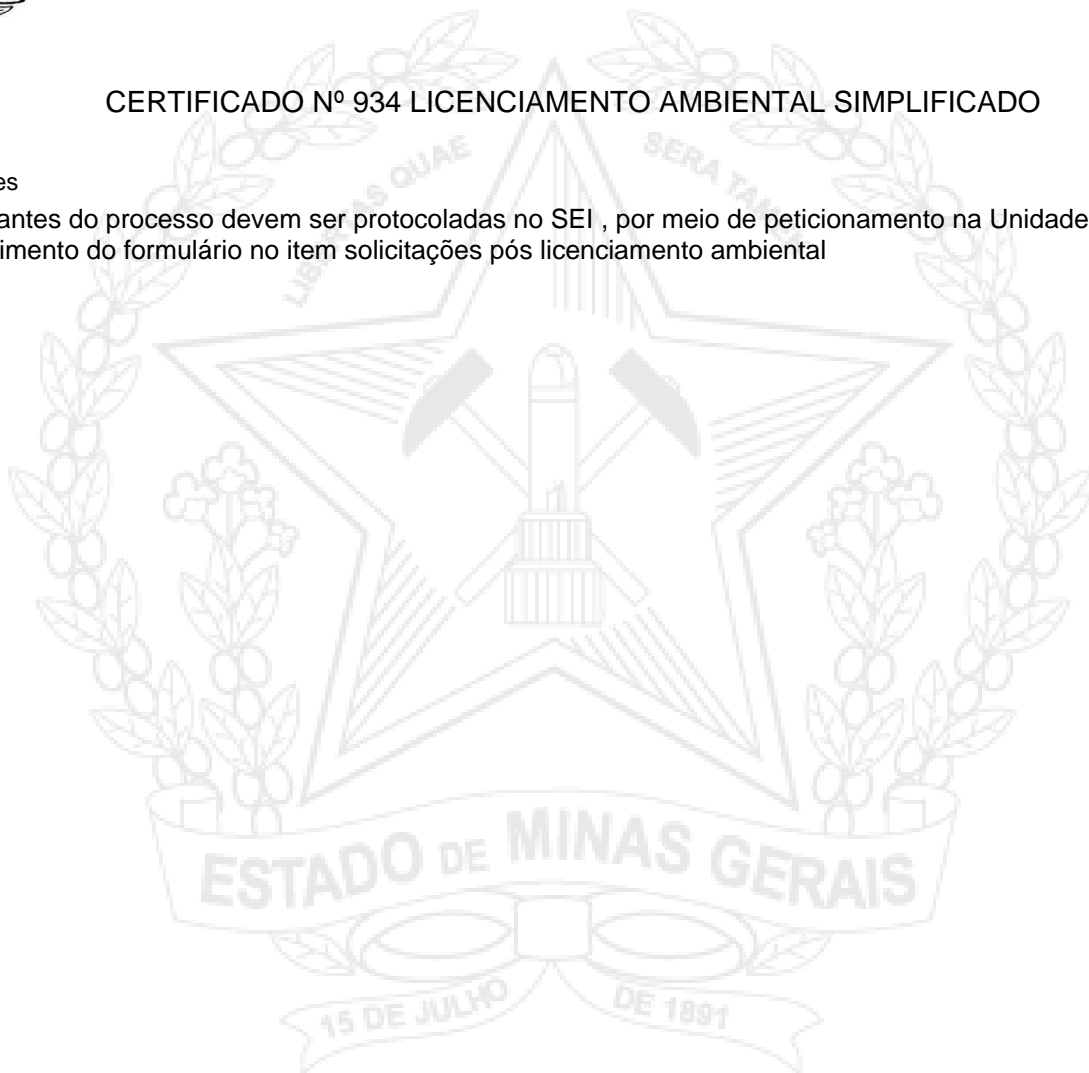 CERTIFICADO Nº 934 LICENCIAMENTO AMBIENTAL SIMPLIFICADO
es
antes do processo devem ser protocoladas no SEI , por meio de peticionamento na Unidade
imento do formulário no item solicitações pós licenciamento ambiental
LIBERTAS QUAE SERA TAMEN
ESTADO DE MINAS GERAIS
15 DE JULHO DE 1891